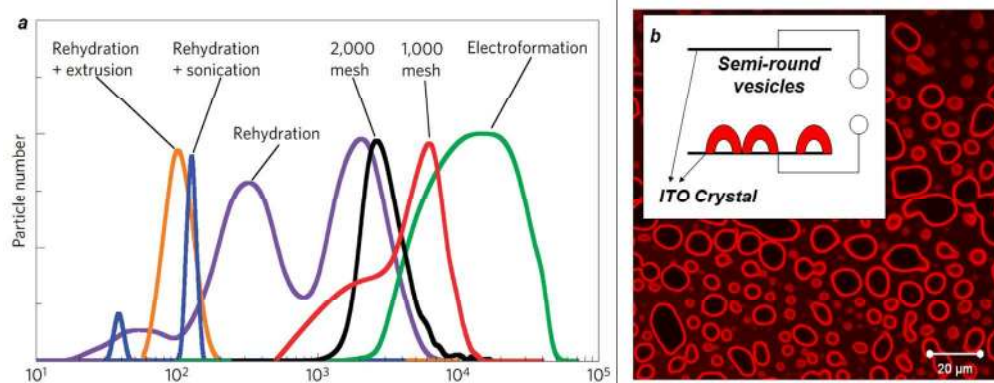 a
Rehydration
+ extrusion
Rehydration
+ sonication
2,000
mesh
1,000
mesh
Electroformation
Rehydration
Particle number
10¹
10²
10³
10⁴
10⁵
b
Semi-round
vesicles
ITO Crystal
20 µm